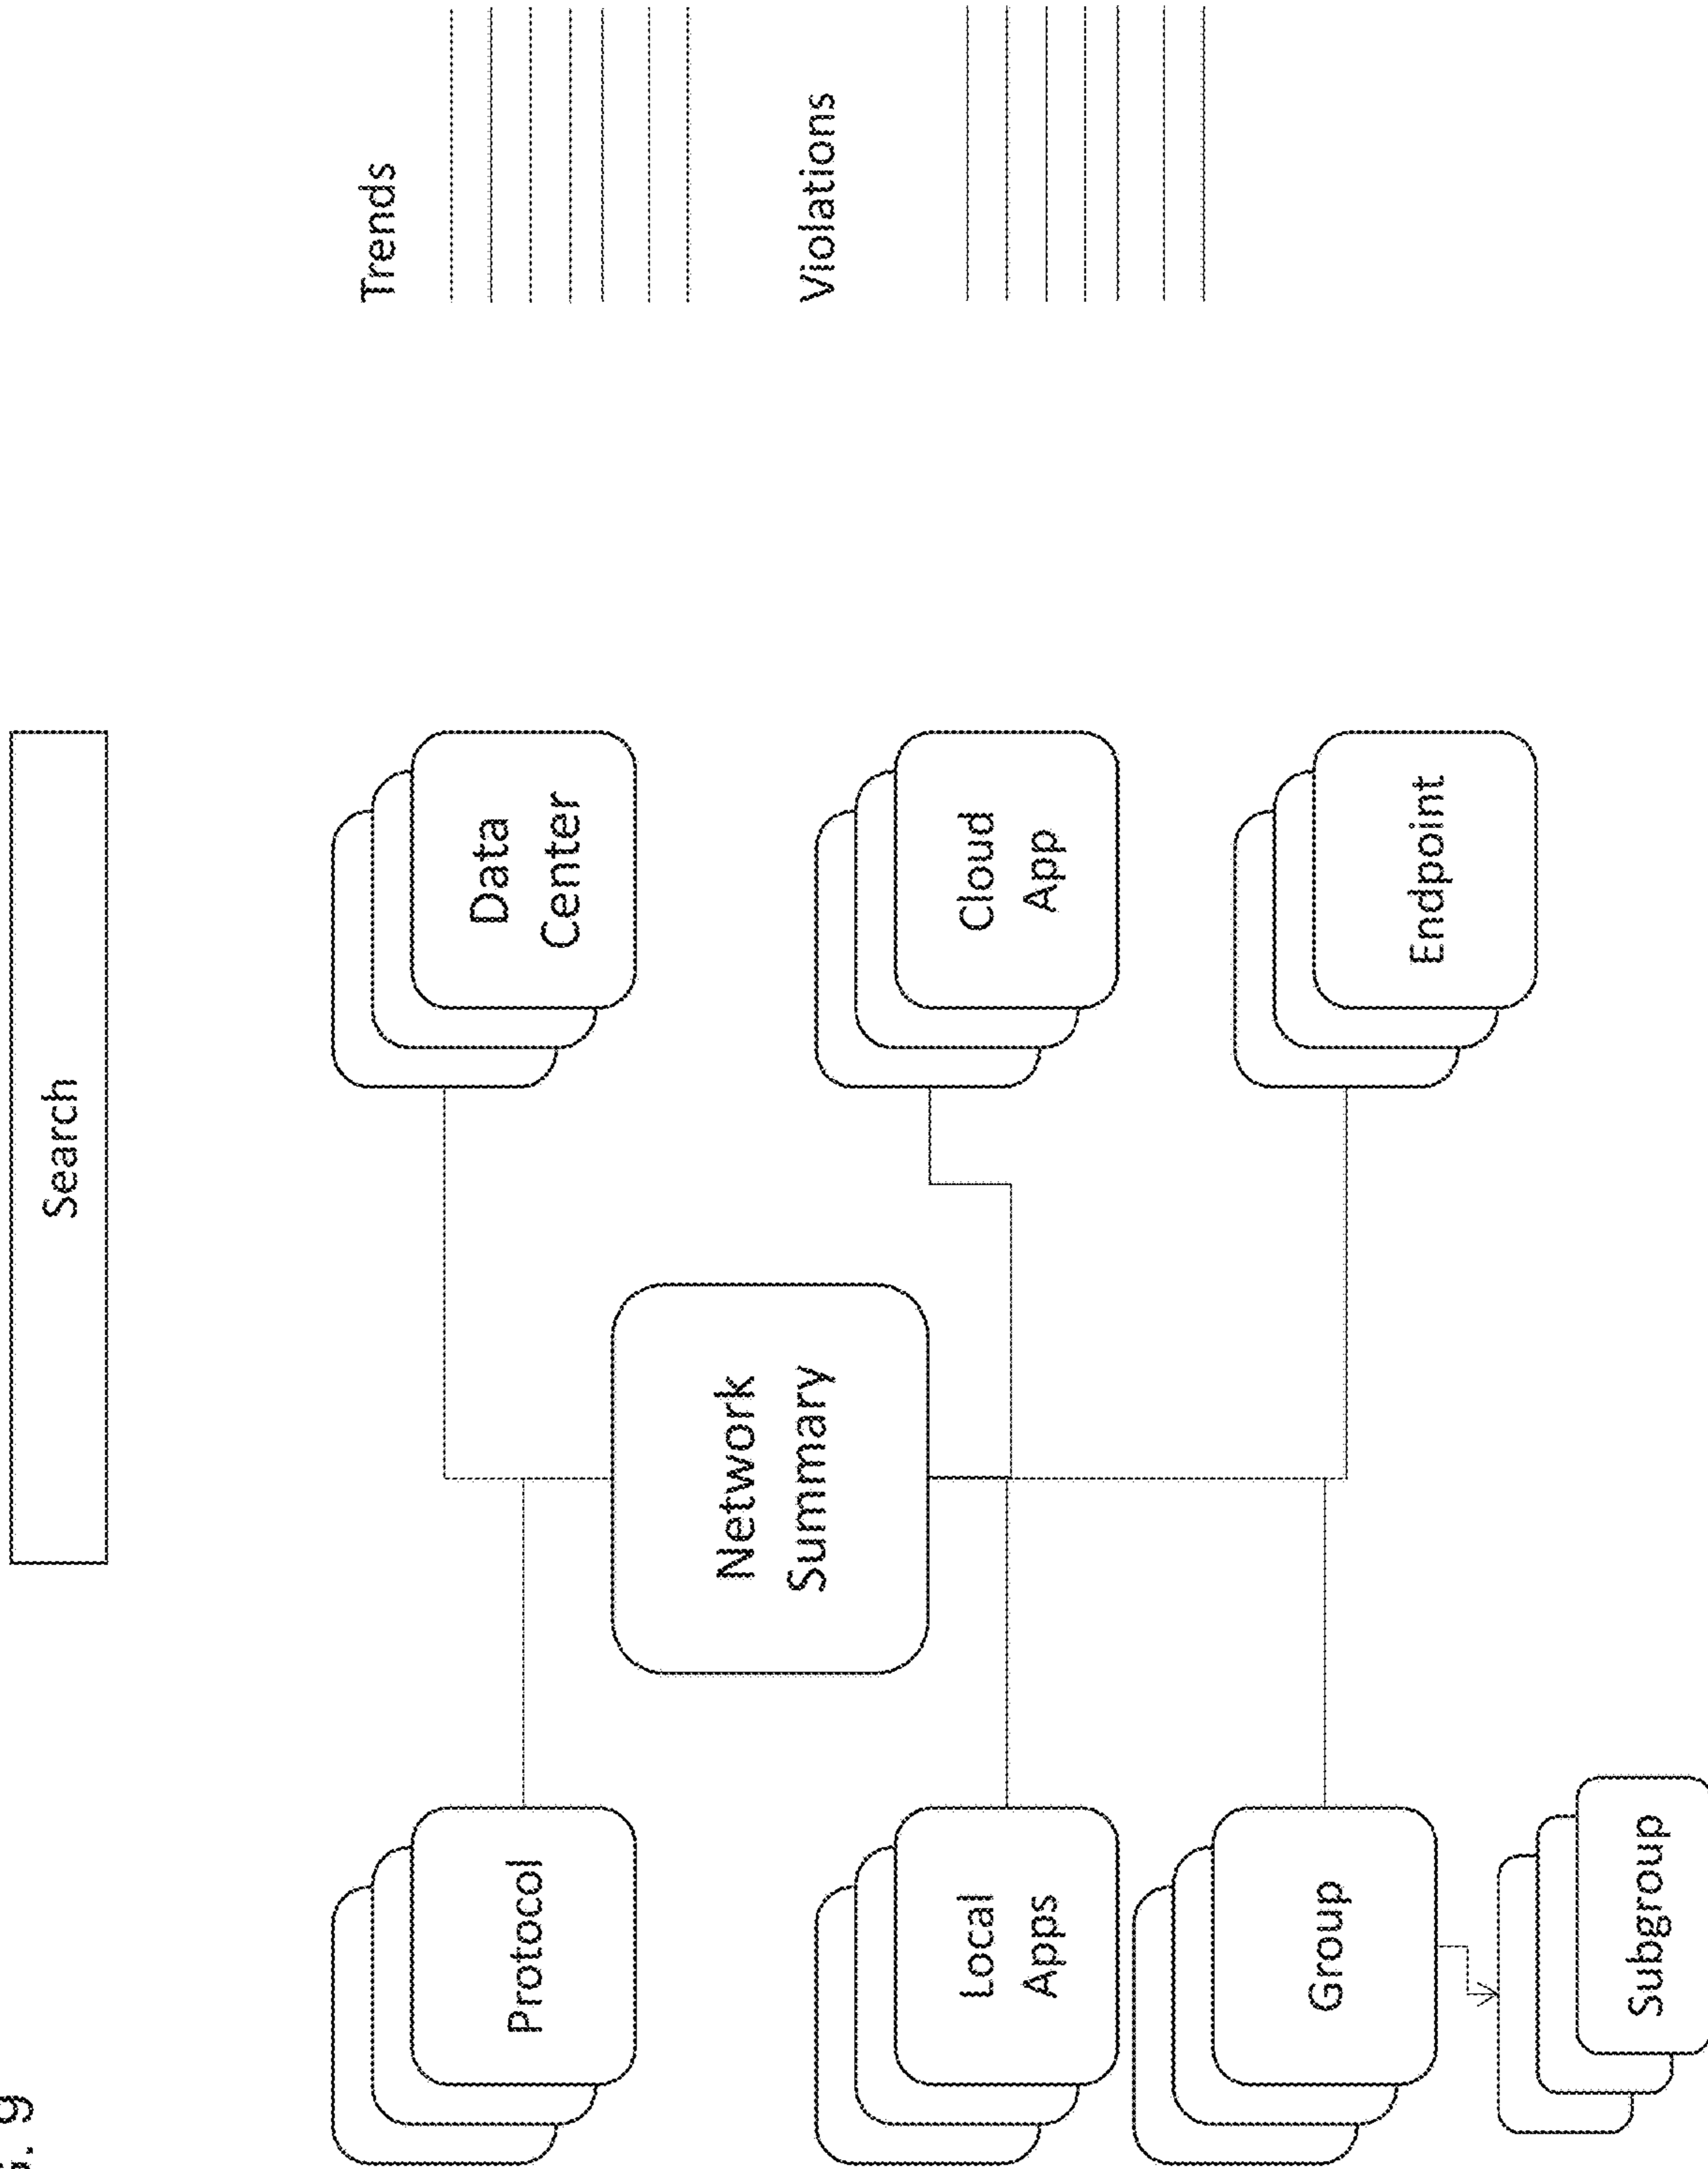 Search
Trends
Protocol
Data
Center
Network
Summary
Violations
Local
Apps
Cloud
App
Group
Endpoint
Subgroup